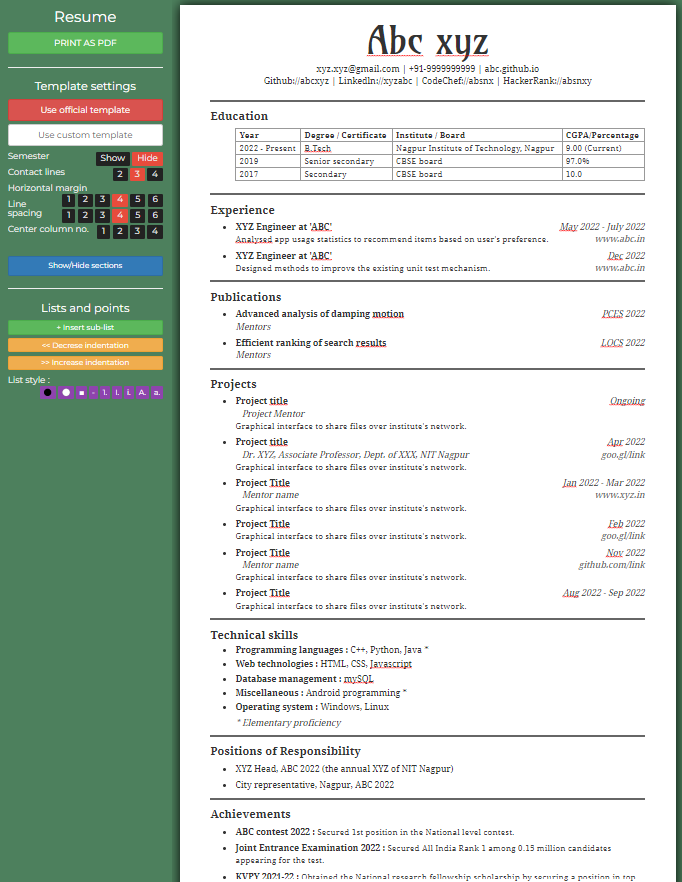 Resume
PRINT AS PDF
Template settings
Use official template
Use custom template
Semester Show Hide
Contact lines 2 3 4
Horizontal margin
1 2 3 4 5 6
Line spacing 1 2 3 4 5 6
Center column no. 1 2 3 4
Show/Hide sections
Lists and points
+ Insert sub-list
<< Decrese indentation
>> Increase indentation
List style :
● ○ ■ - 1. I. i. A. a.
Abc xyz
xyz.xyz@gmail.com | +91-9999999999 | abc.github.io
Github://abcxyz | LinkedIn://xyzabc | CodeChef://absnx | HackerRank://absnxy
Education
Year Degree / Certificate Institute / Board CGPA/Percentage
2022 - Present B.Tech Nagpur Institute of Technology, Nagpur 9.00 (Current)
2019 Senior secondary CBSE board 97.0%
2017 Secondary CBSE board 10.0
Experience
• XYZ Engineer at 'ABC' May 2022 - July 2022
Analysed app usage statistics to recommend items based on user's preference. www.abc.in
• XYZ Engineer at 'ABC' Dec 2022
Designed methods to improve the existing unit test mechanism. www.abc.in
Publications
• Advanced analysis of damping motion PCES 2022
Mentors
• Efficient ranking of search results LOCS 2022
Mentors
Projects
• Project title Ongoing
Project Mentor
Graphical interface to share files over institute's network.
• Project title Apr 2022
Dr. XYZ, Associate Professor, Dept. of XXX, NIT Nagpur goo.gl/link
Graphical interface to share files over institute's network.
• Project Title Jan 2022 - Mar 2022
Mentor name www.xyz.in
Graphical interface to share files over institute's network.
• Project Title Feb 2022
Graphical interface to share files over institute's network. goo.gl/link
• Project Title Nov 2022
Mentor name github.com/link
Graphical interface to share files over institute's network.
• Project Title Aug 2022 - Sep 2022
Graphical interface to share files over institute's network.
Technical skills
• Programming languages : C++, Python, Java *
• Web technologies : HTML, CSS, Javascript
• Database management : mySQL
• Miscellaneous : Android programming *
• Operating system : Windows, Linux
* Elementary proficiency
Positions of Responsibility
• XYZ Head, ABC 2022 (the annual XYZ of NIT Nagpur)
• City representative, Nagpur, ABC 2022
Achievements
• ABC contest 2022 : Secured 1st position in the National level contest.
• Joint Entrance Examination 2022 : Secured All India Rank 1 among 0.15 million candidates
appearing for the test.
• KVPY 2021-22 : Obtained the National research fellowship scholarship by securing a position in top